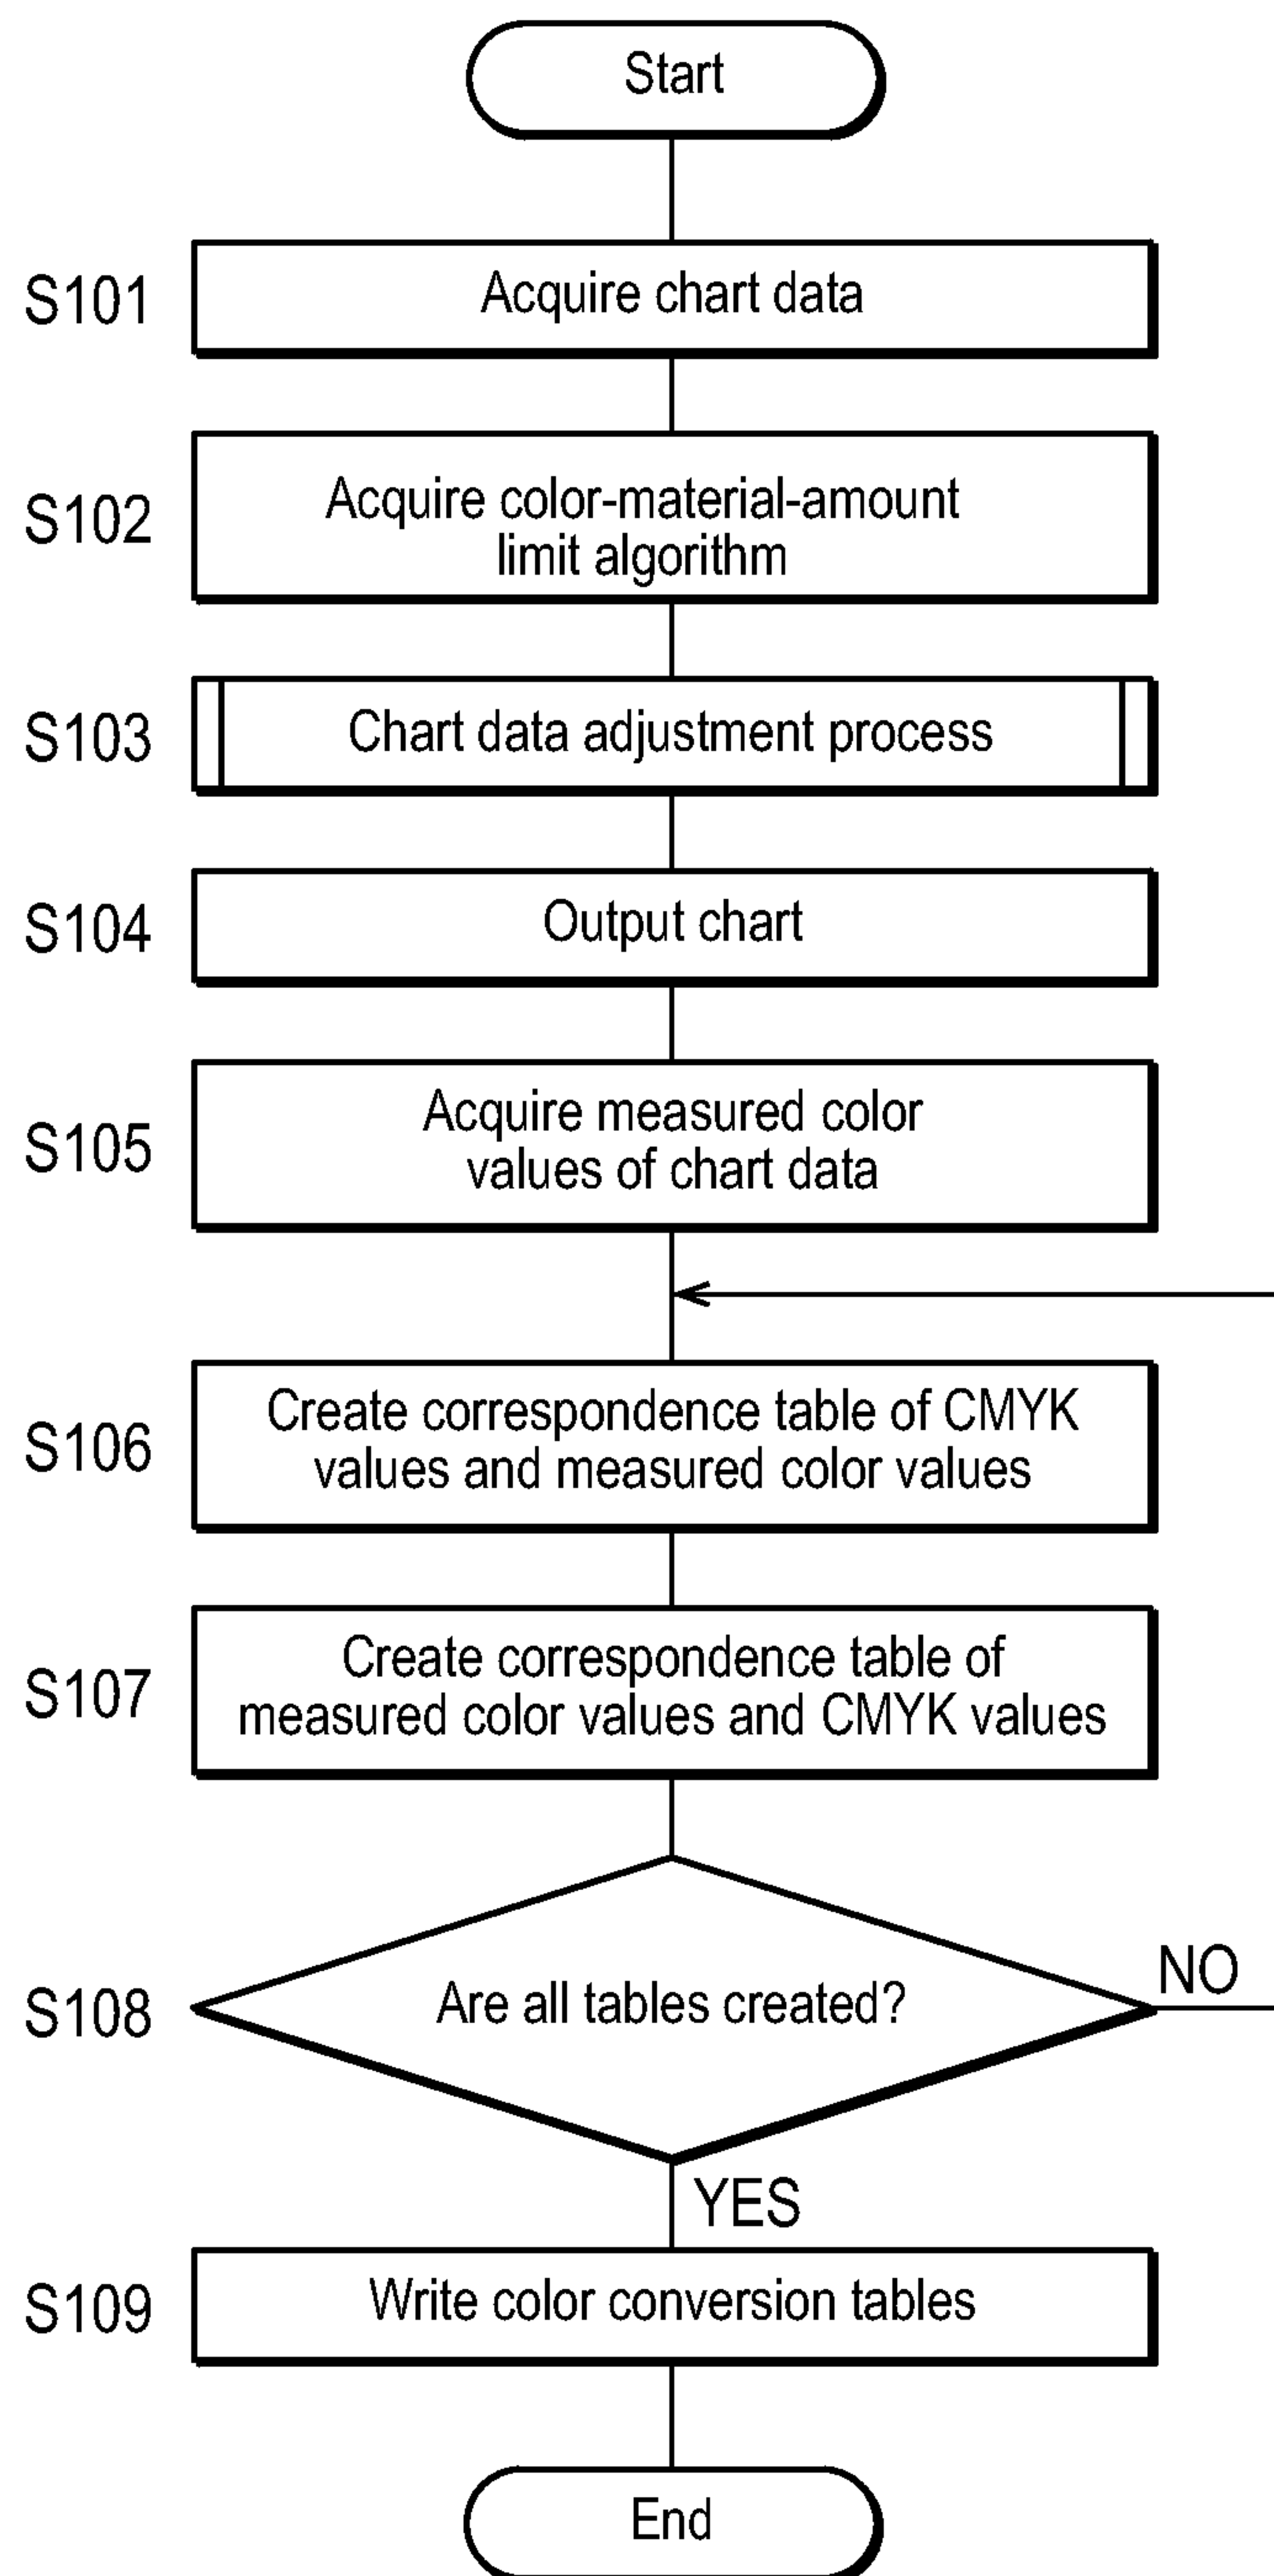 Start
S101
Acquire chart data
S102
Acquire color-material-amount
limit algorithm
S103
Chart data adjustment process
S104
Output chart
S105
Acquire measured color
values of chart data
S106
Create correspondence table of CMYK
values and measured color values
S107
Create correspondence table of
measured color values and CMYK values
S108
Are all tables created?
NO
YES
S109
Write color conversion tables
End